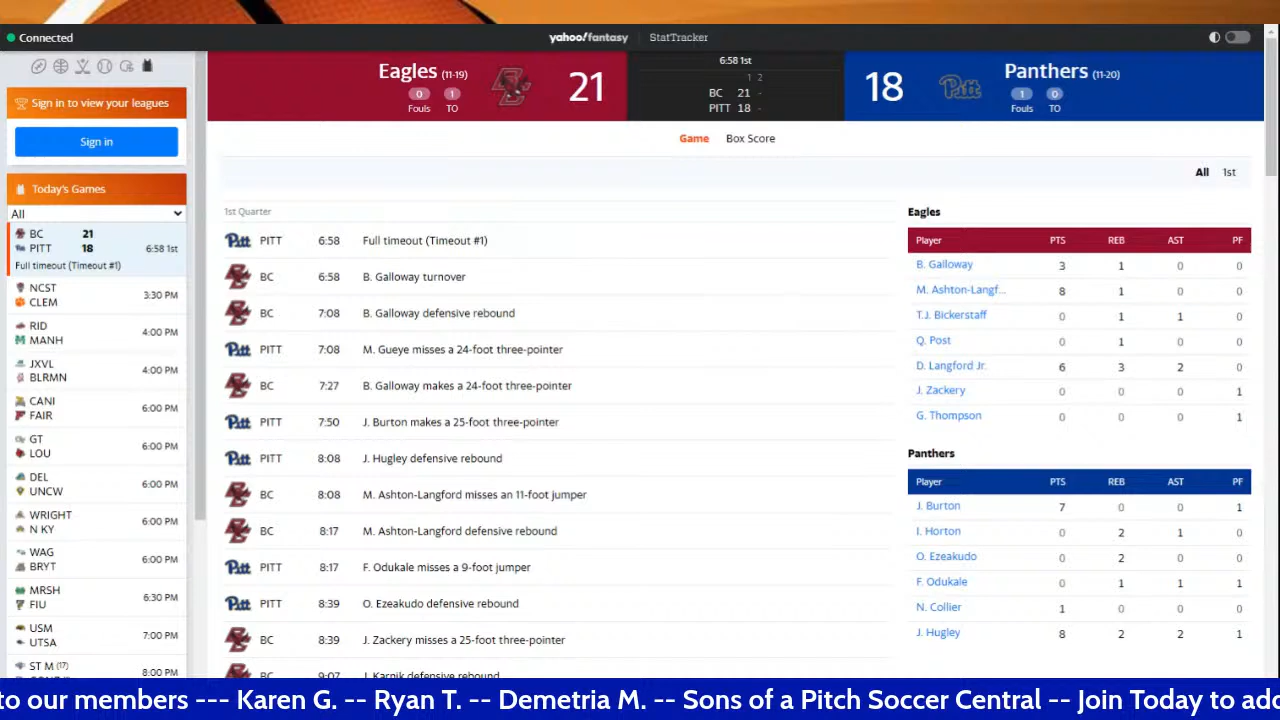 Connected
yahoo!fantasy StatTracker
Sign in to view your leagues
Sign in
Today's Games
All
BC 21
PITT 18 6:58 1st
Full timeout (Timeout #1)
NCST
CLEM 3:30 PM
RID
MANH 4:00 PM
JXVL
BLRMN 4:00 PM
CANI
FAIR 6:00 PM
GT
LOU 6:00 PM
DEL
UNCW 6:00 PM
WRIGHT
N KY 6:00 PM
WAG
BRYT 6:00 PM
MRSH
FIU 6:30 PM
USM
UTSA 7:00 PM
ST M (17)
8:00 PM
Eagles (11-19)
0 1
Fouls TO
21
6:58 1st
1 2
BC 21 -
PITT 18 -
18
Pitt
Panthers (11-20)
1 0
Fouls TO
Game Box Score
All 1st
1st Quarter
Pitt PITT 6:58 Full timeout (Timeout #1)
BC 6:58 B. Galloway turnover
BC 7:08 B. Galloway defensive rebound
Pitt PITT 7:08 M. Gueye misses a 24-foot three-pointer
BC 7:27 B. Galloway makes a 24-foot three-pointer
Pitt PITT 7:50 J. Burton makes a 25-foot three-pointer
Pitt PITT 8:08 J. Hugley defensive rebound
BC 8:08 M. Ashton-Langford misses an 11-foot jumper
BC 8:17 M. Ashton-Langford defensive rebound
Pitt PITT 8:17 F. Odukale misses a 9-foot jumper
Pitt PITT 8:39 O. Ezeakudo defensive rebound
BC 8:39 J. Zackery misses a 25-foot three-pointer
BC 9:07 J. Karnik defensive rebound
Eagles
Player PTS REB AST PF
B. Galloway 3 1 0 0
M. Ashton-Langf... 8 1 0 0
T.J. Bickerstaff 0 1 1 0
Q. Post 0 1 0 0
D. Langford Jr. 6 3 2 0
J. Zackery 0 0 0 1
G. Thompson 0 0 0 1
Panthers
Player PTS REB AST PF
J. Burton 7 0 0 1
I. Horton 0 2 1 0
O. Ezeakudo 0 2 0 0
F. Odukale 0 1 1 1
N. Collier 1 0 0 0
J. Hugley 8 2 2 1
to our members --- Karen G. -- Ryan T. -- Demetria M. -- Sons of a Pitch Soccer Central -- Join Today to add